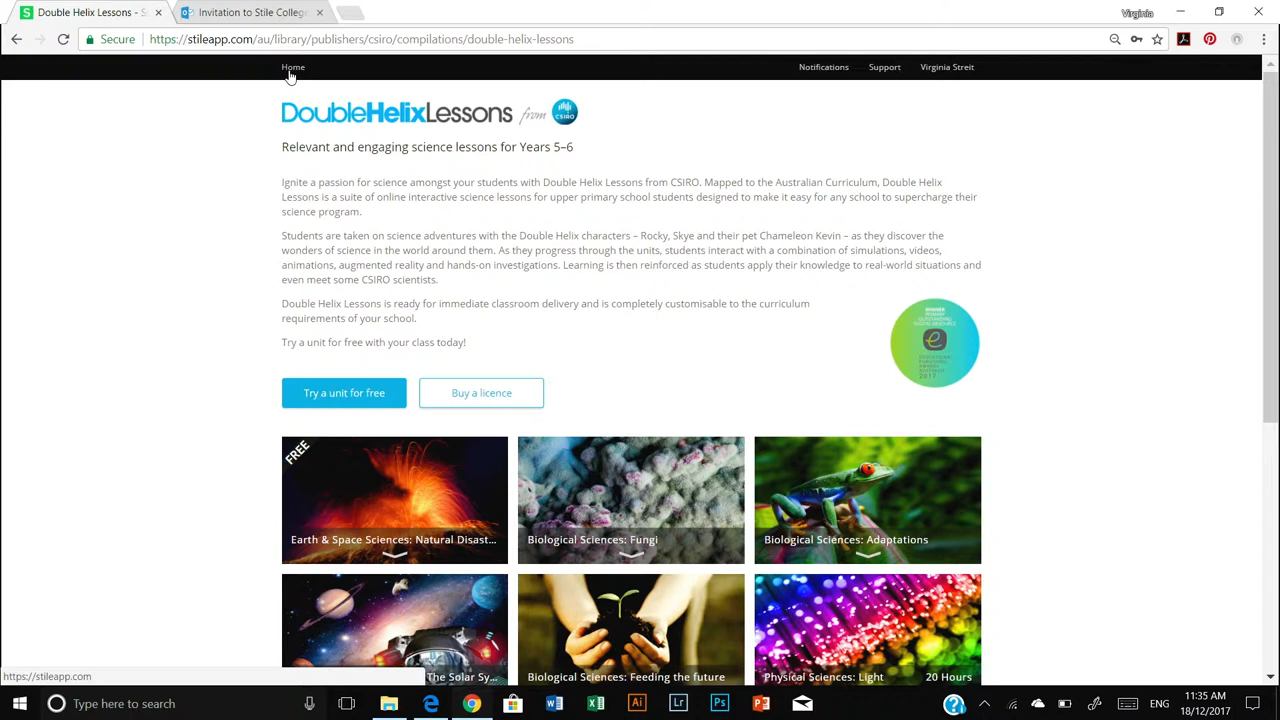 Double Helix Lessons - S
Invitation to Stile College
Virginia
Secure
https://stileapp.com/au/library/publishers/csiro/compilations/double-helix-lessons
Home
Notifications
Support
Virginia Streit
DoubleHelixLessons from CSIRO
Relevant and engaging science lessons for Years 5–6
Ignite a passion for science amongst your students with Double Helix Lessons from CSIRO. Mapped to the Australian Curriculum, Double Helix
Lessons is a suite of online interactive science lessons for upper primary school students designed to make it easy for any school to supercharge their
science program.
Students are taken on science adventures with the Double Helix characters – Rocky, Skye and their pet Chameleon Kevin – as they discover the
wonders of science in the world around them. As they progress through the units, students interact with a combination of simulations, videos,
animations, augmented reality and hands-on investigations. Learning is then reinforced as students apply their knowledge to real-world situations and
even meet some CSIRO scientists.
Double Helix Lessons is ready for immediate classroom delivery and is completely customisable to the curriculum
requirements of your school.
Try a unit for free with your class today!
Try a unit for free
Buy a licence
FREE
Earth & Space Sciences: Natural Disast...
Biological Sciences: Fungi
Biological Sciences: Adaptations
The Solar Sy...
Biological Sciences: Feeding the future
Physical Sciences: Light
20 Hours
https://stileapp.com
Type here to search
Ai
Lr
Ps
ENG
11:35 AM
18/12/2017